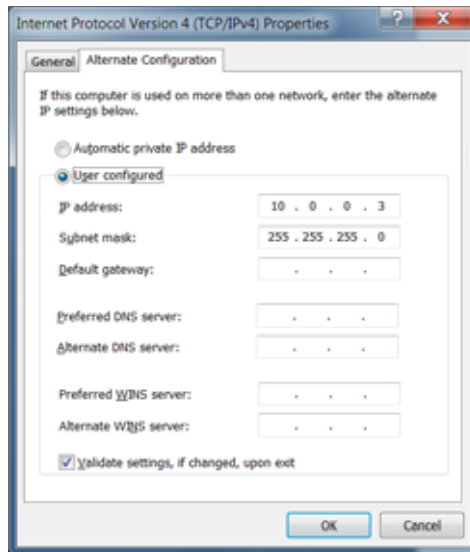 Internet Protocol Version 4 (TCP/IPv4) Properties
General Alternate Configuration
If this computer is used on more than one network, enter the alternate
IP settings below.
Automatic private IP address
User configured
IP address: 10 . 0 . 0 . 3
Subnet mask: 255 . 255 . 255 . 0
Default gateway: . . .
Preferred DNS server: . . .
Alternate DNS server: . . .
Preferred WINS server: . . .
Alternate WINS server: . . .
Validate settings, if changed, upon exit
OK Cancel